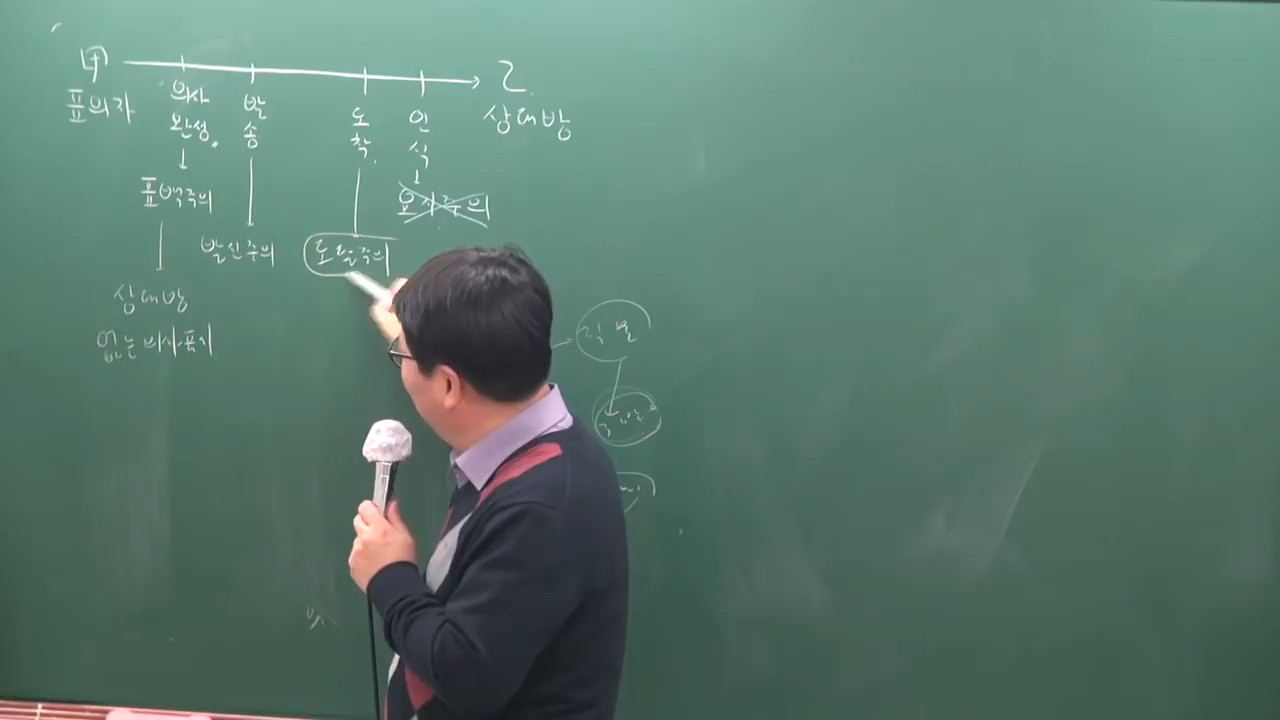 甲 乙
표의자 의사 완성 발송 도착 인식 상대방
표백주의 발신주의 도달주의 요지주의
상대방
없는 의사표시